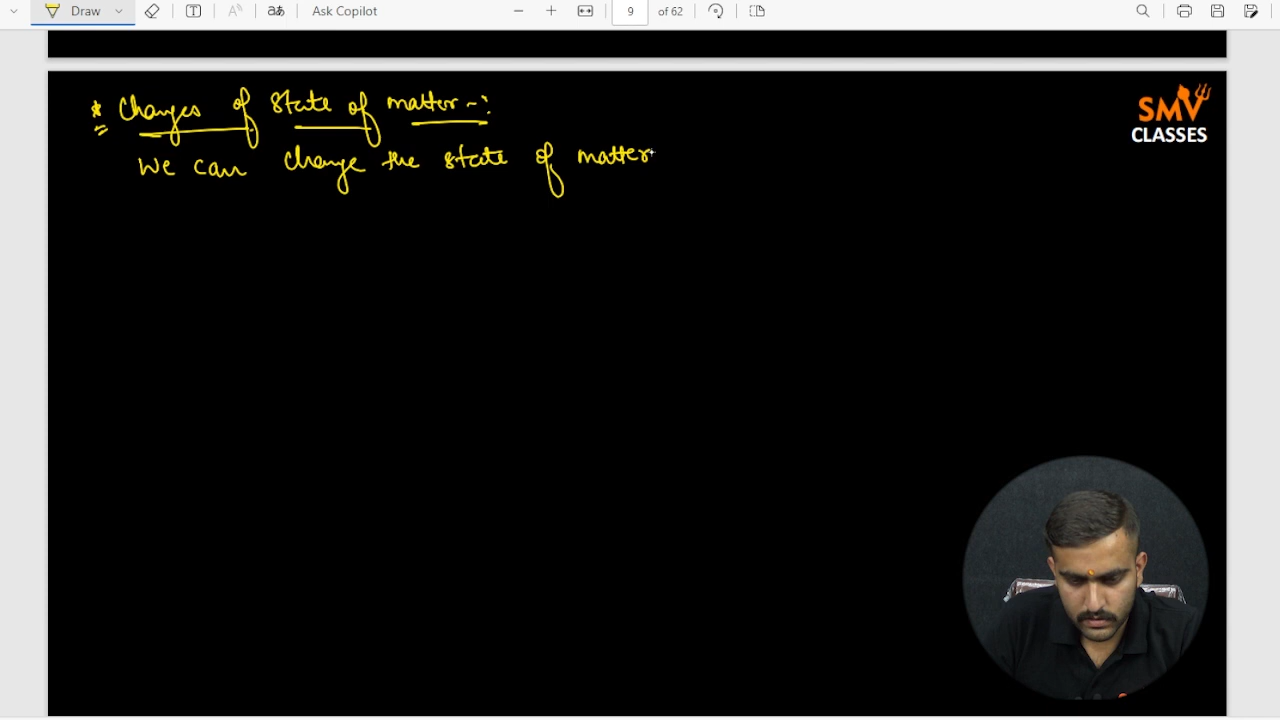 Draw
Ask Copilot
9 of 62
* Changes of state of matter -:
We can change the state of matter
SMV
CLASSES